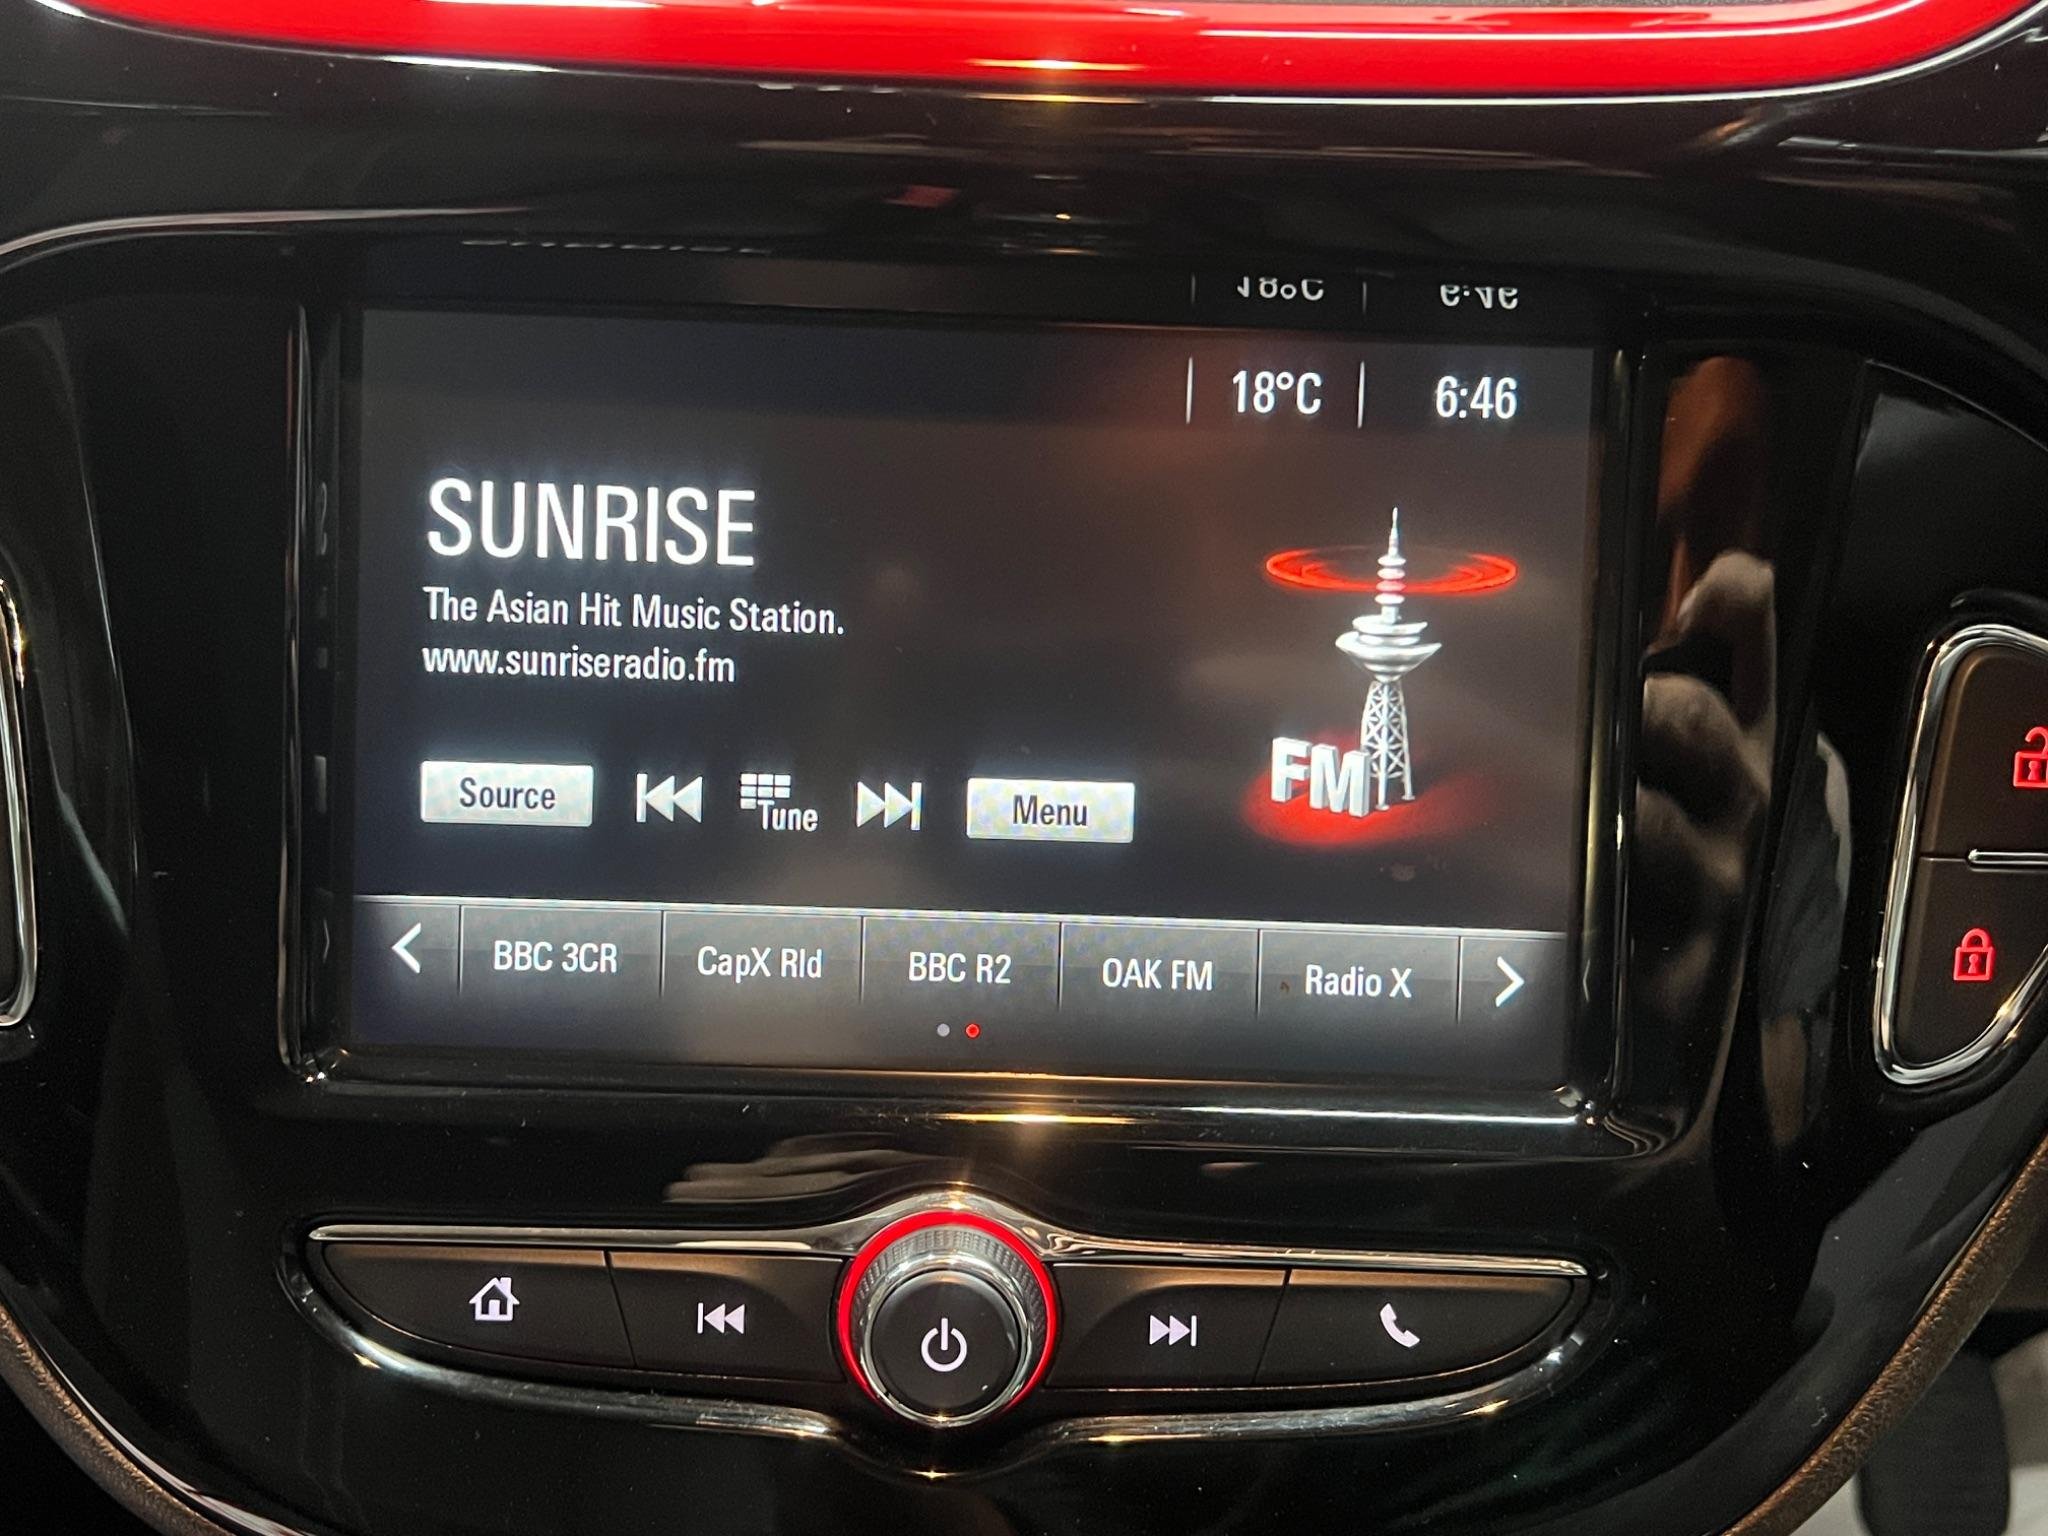 18°C 6:46
SUNRISE
The Asian Hit Music Station.
www.sunriseradio.fm
FM
Source Tune Menu
BBC 3CR CapX Rld BBC R2 OAK FM Radio X